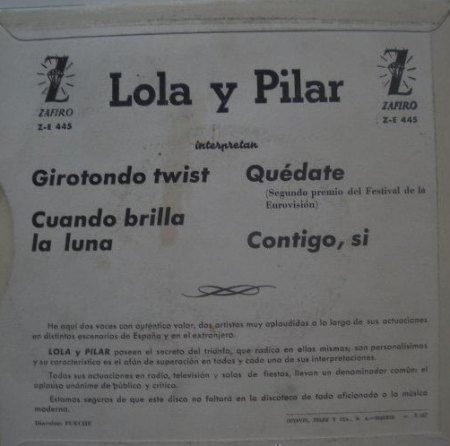 Z
ZAFIRO
Z-E 445
Lola y Pilar
Z
ZAFIRO
Z-E 445
interpretan
Girotondo twist
Cuando brilla
la luna
Quédate
(Segundo premio del Festival de la
Eurovisión)
Contigo, si
He aquí dos voces con auténtico valor, dos artistas muy aplaudidas a lo largo de sus actuaciones
en distintos escenarios de España y en el extranjero.
LOLA y PILAR poseen el secreto del triunfo, que radica en ellas mismas; son personalísimas
y su característica es el afán de superación en todas y cada una de sus interpretaciones.
Todas sus actuaciones en radio, televisión y salas de fiestas, llevan un denominador común: el
aplauso unánime de público y crítica.
Estamos seguros de que este disco no faltará en la discoteca de todo aficionado a la música
moderna.